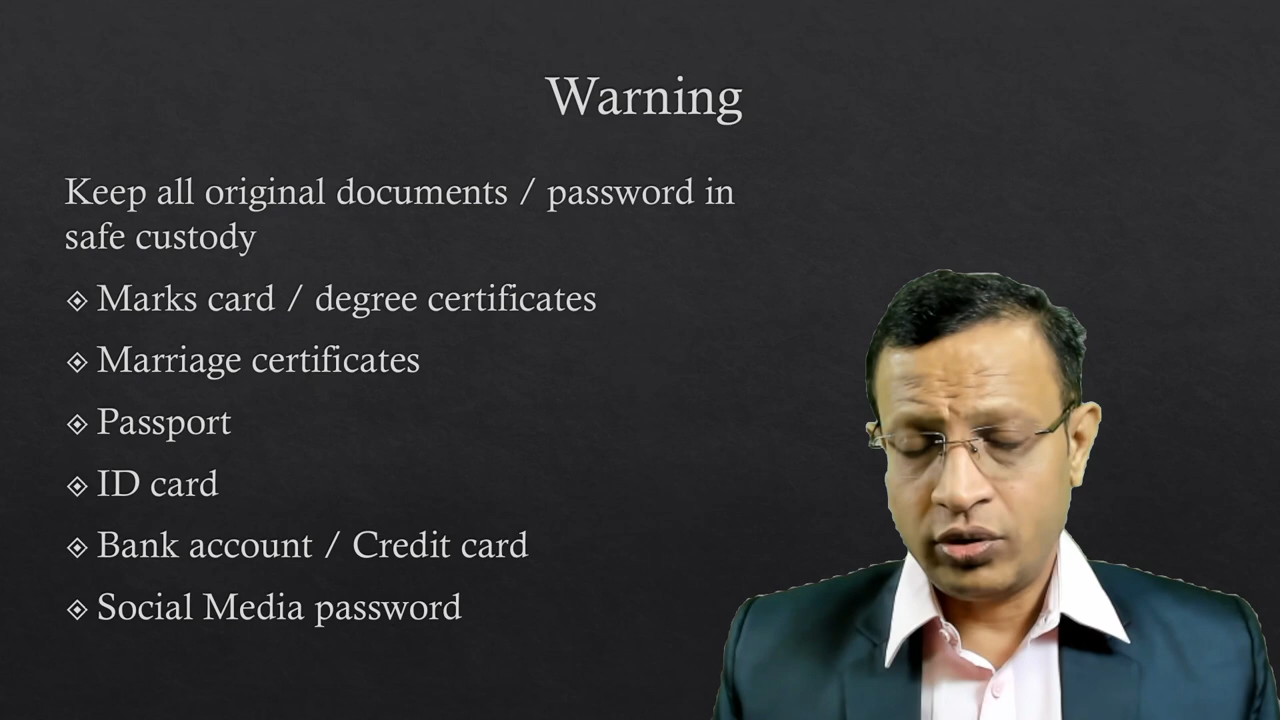 Warning
Keep all original documents / password in
safe custody
Marks card / degree certificates
Marriage certificates
Passport
ID card
Bank account / Credit card
Social Media password